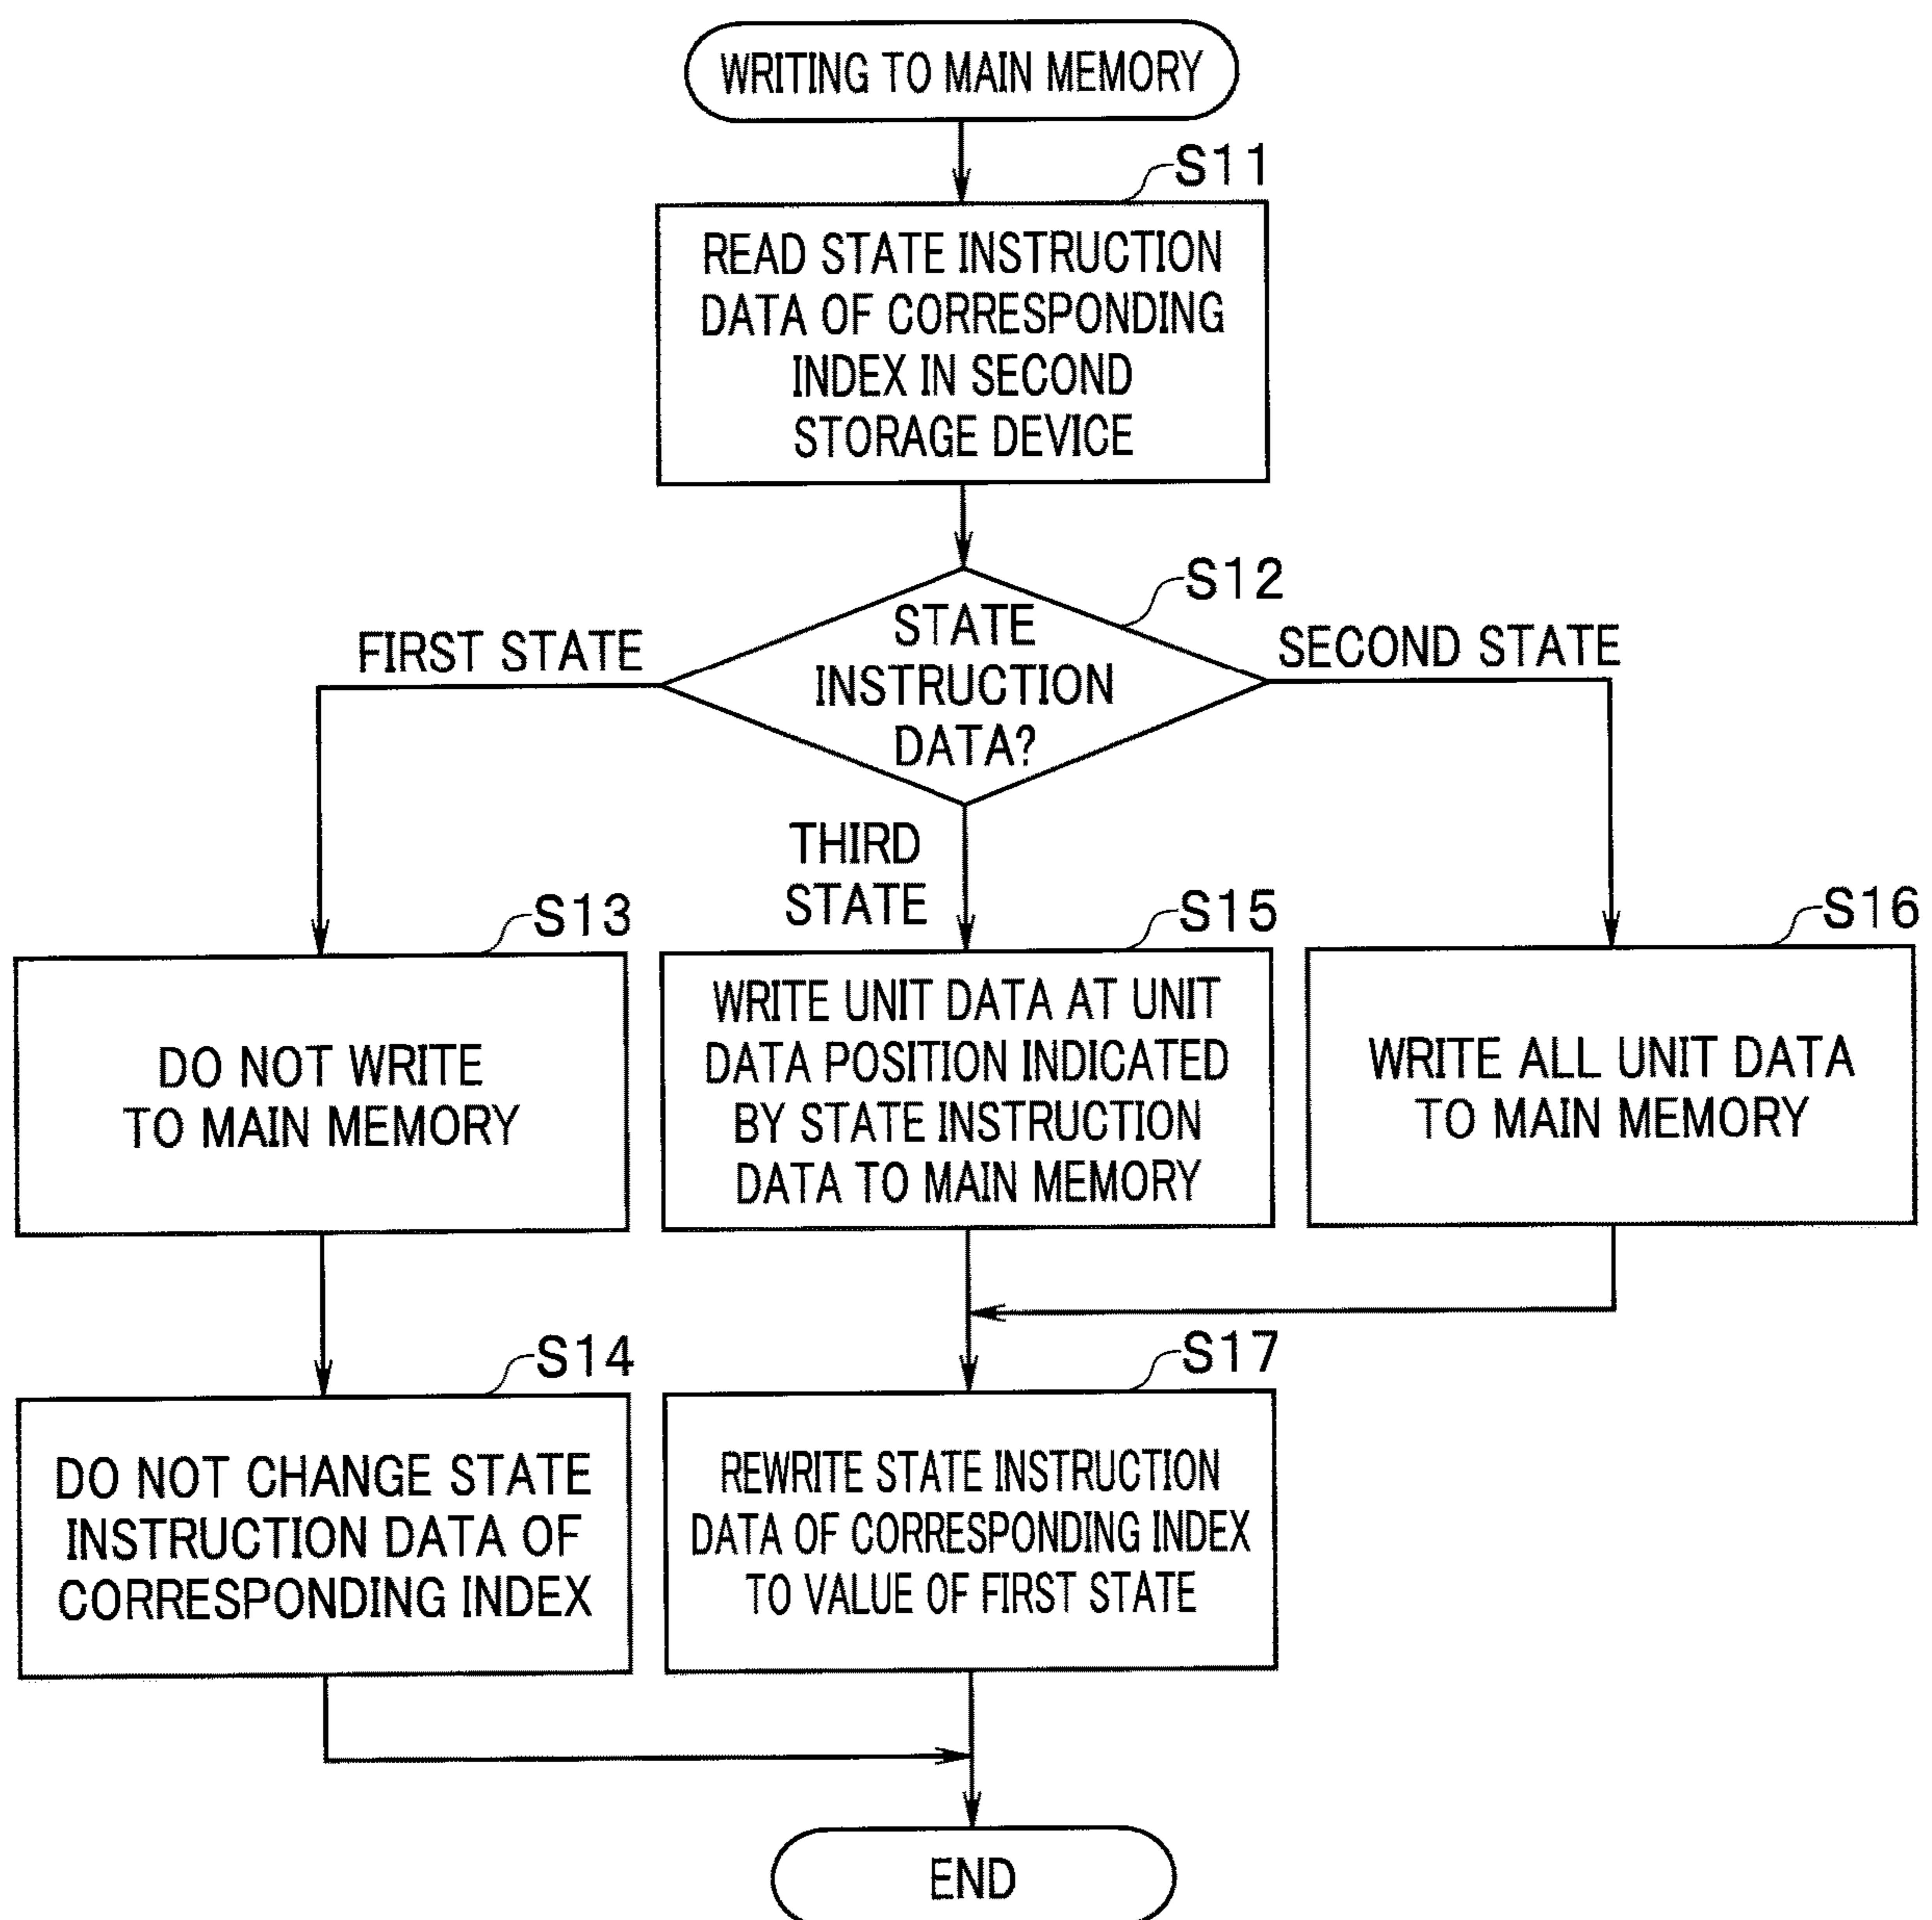 WRITING TO MAIN MEMORY
S11
READ STATE INSTRUCTION
DATA OF CORRESPONDING
INDEX IN SECOND
STORAGE DEVICE
S12
STATE
INSTRUCTION
DATA?
FIRST STATE
SECOND STATE
THIRD
STATE
S13
DO NOT WRITE
TO MAIN MEMORY
S15
WRITE UNIT DATA AT UNIT
DATA POSITION INDICATED
BY STATE INSTRUCTION
DATA TO MAIN MEMORY
S16
WRITE ALL UNIT DATA
TO MAIN MEMORY
S14
DO NOT CHANGE STATE
INSTRUCTION DATA OF
CORRESPONDING INDEX
S17
REWRITE STATE INSTRUCTION
DATA OF CORRESPONDING INDEX
TO VALUE OF FIRST STATE
END